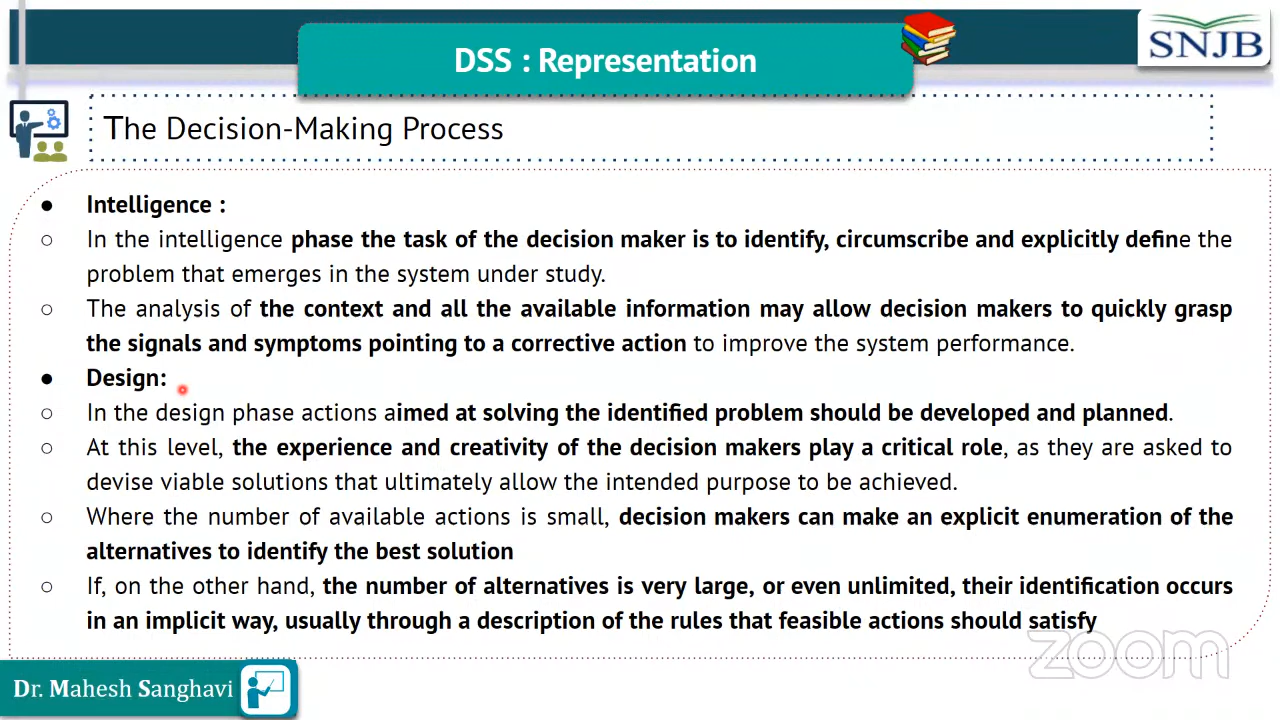 DSS : Representation
SNJB
The Decision-Making Process
● Intelligence :
○ In the intelligence phase the task of the decision maker is to identify, circumscribe and explicitly define the
problem that emerges in the system under study.
○ The analysis of the context and all the available information may allow decision makers to quickly grasp
the signals and symptoms pointing to a corrective action to improve the system performance.
● Design:
○ In the design phase actions aimed at solving the identified problem should be developed and planned.
○ At this level, the experience and creativity of the decision makers play a critical role, as they are asked to
devise viable solutions that ultimately allow the intended purpose to be achieved.
○ Where the number of available actions is small, decision makers can make an explicit enumeration of the
alternatives to identify the best solution
○ If, on the other hand, the number of alternatives is very large, or even unlimited, their identification occurs
in an implicit way, usually through a description of the rules that feasible actions should satisfy
zoom
Dr. Mahesh Sanghavi